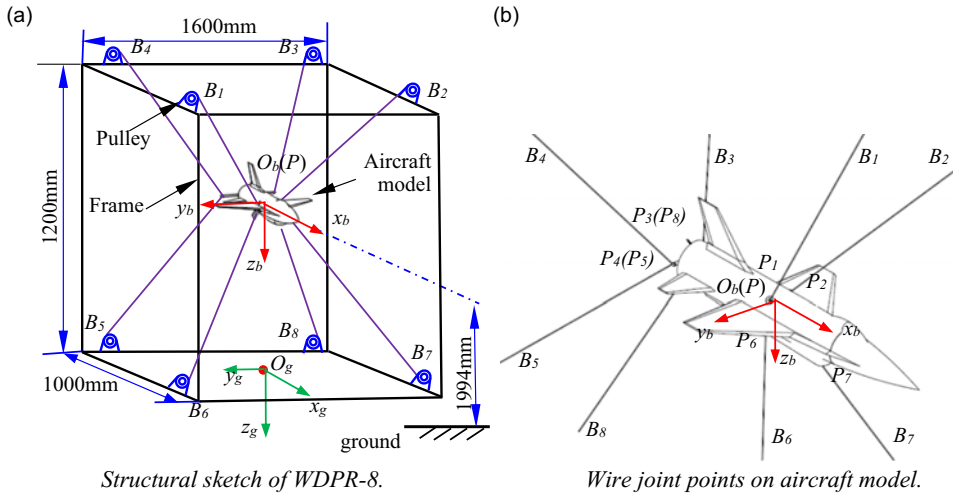 (a)
1600mm
B4
B3
B1
B2
Pulley
Ob(P)
Aircraft
model
Frame
1200mm
yb
xb
zb
B5
B8
B7
1000mm
B6
Og
yg
xg
zg
1994mm
ground
Structural sketch of WDPR-8.
(b)
B4
B3
B1
B2
P3(P8)
P4(P5)
P1
P2
Ob(P)
yb
xb
zb
P6
P7
B5
B8
B6
B7
Wire joint points on aircraft model.